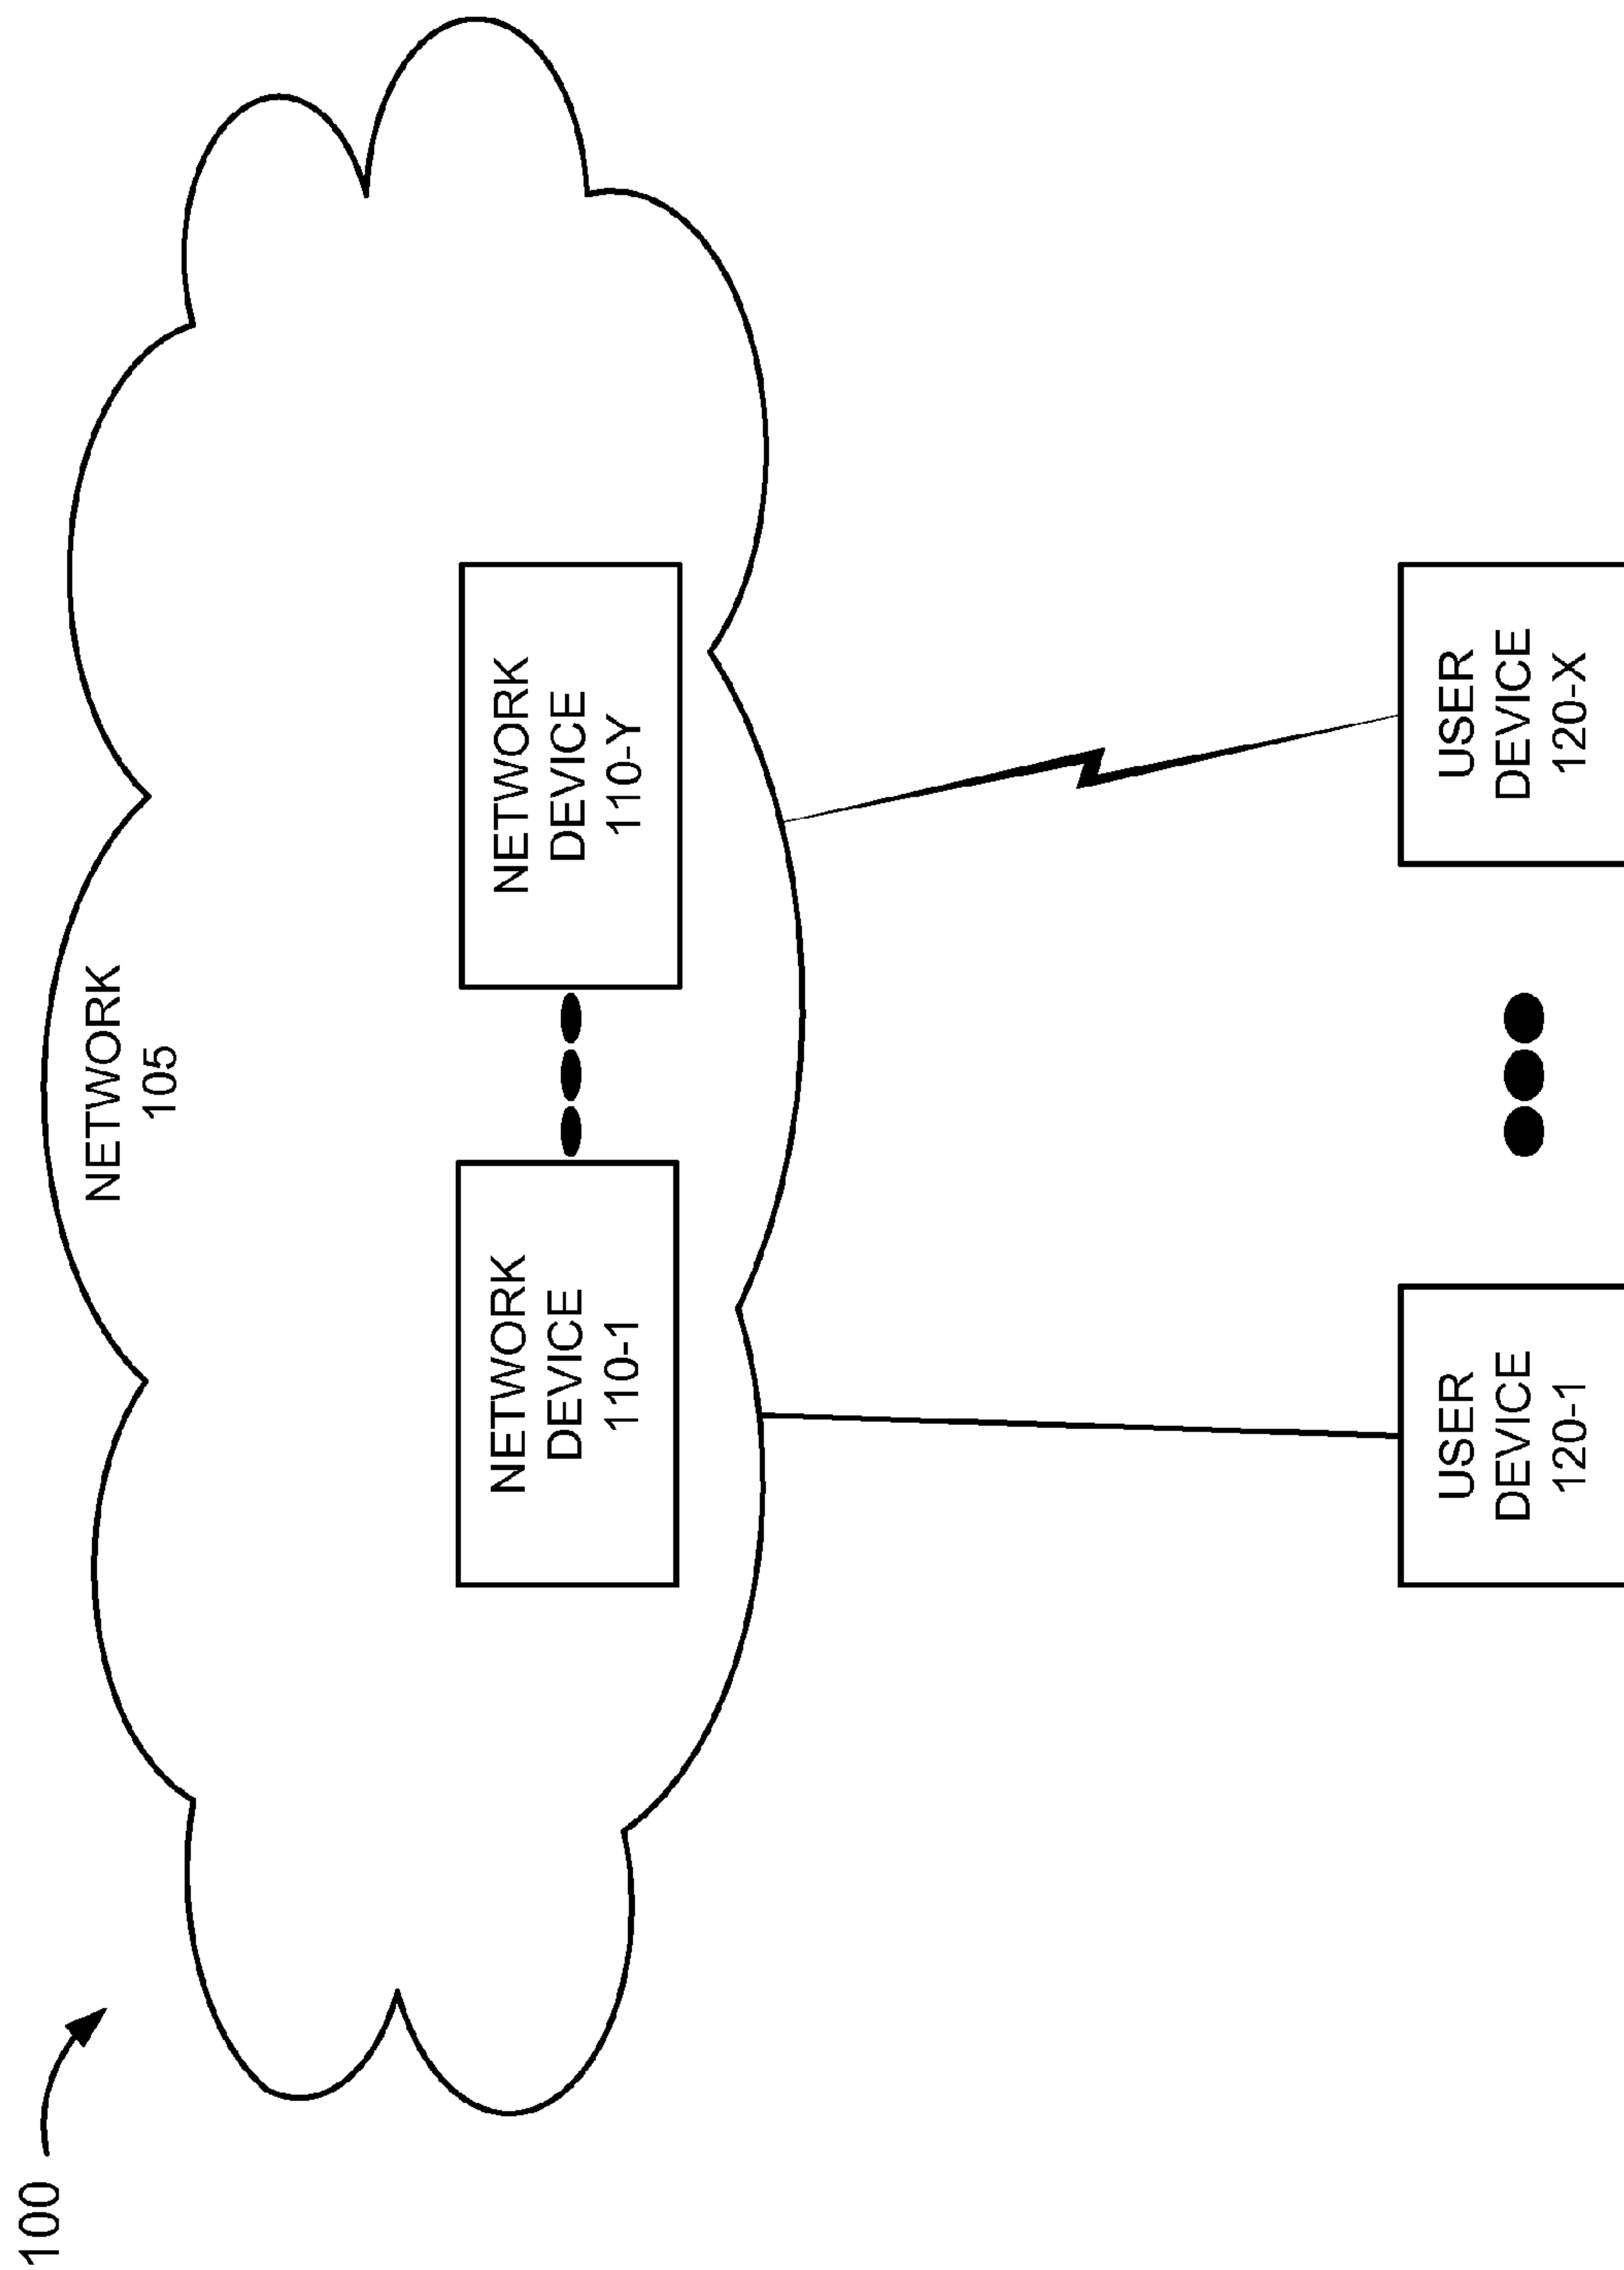 100
NETWORK
105
NETWORK
DEVICE
110-1
NETWORK
DEVICE
110-Y
USER
DEVICE
120-1
USER
DEVICE
120-X